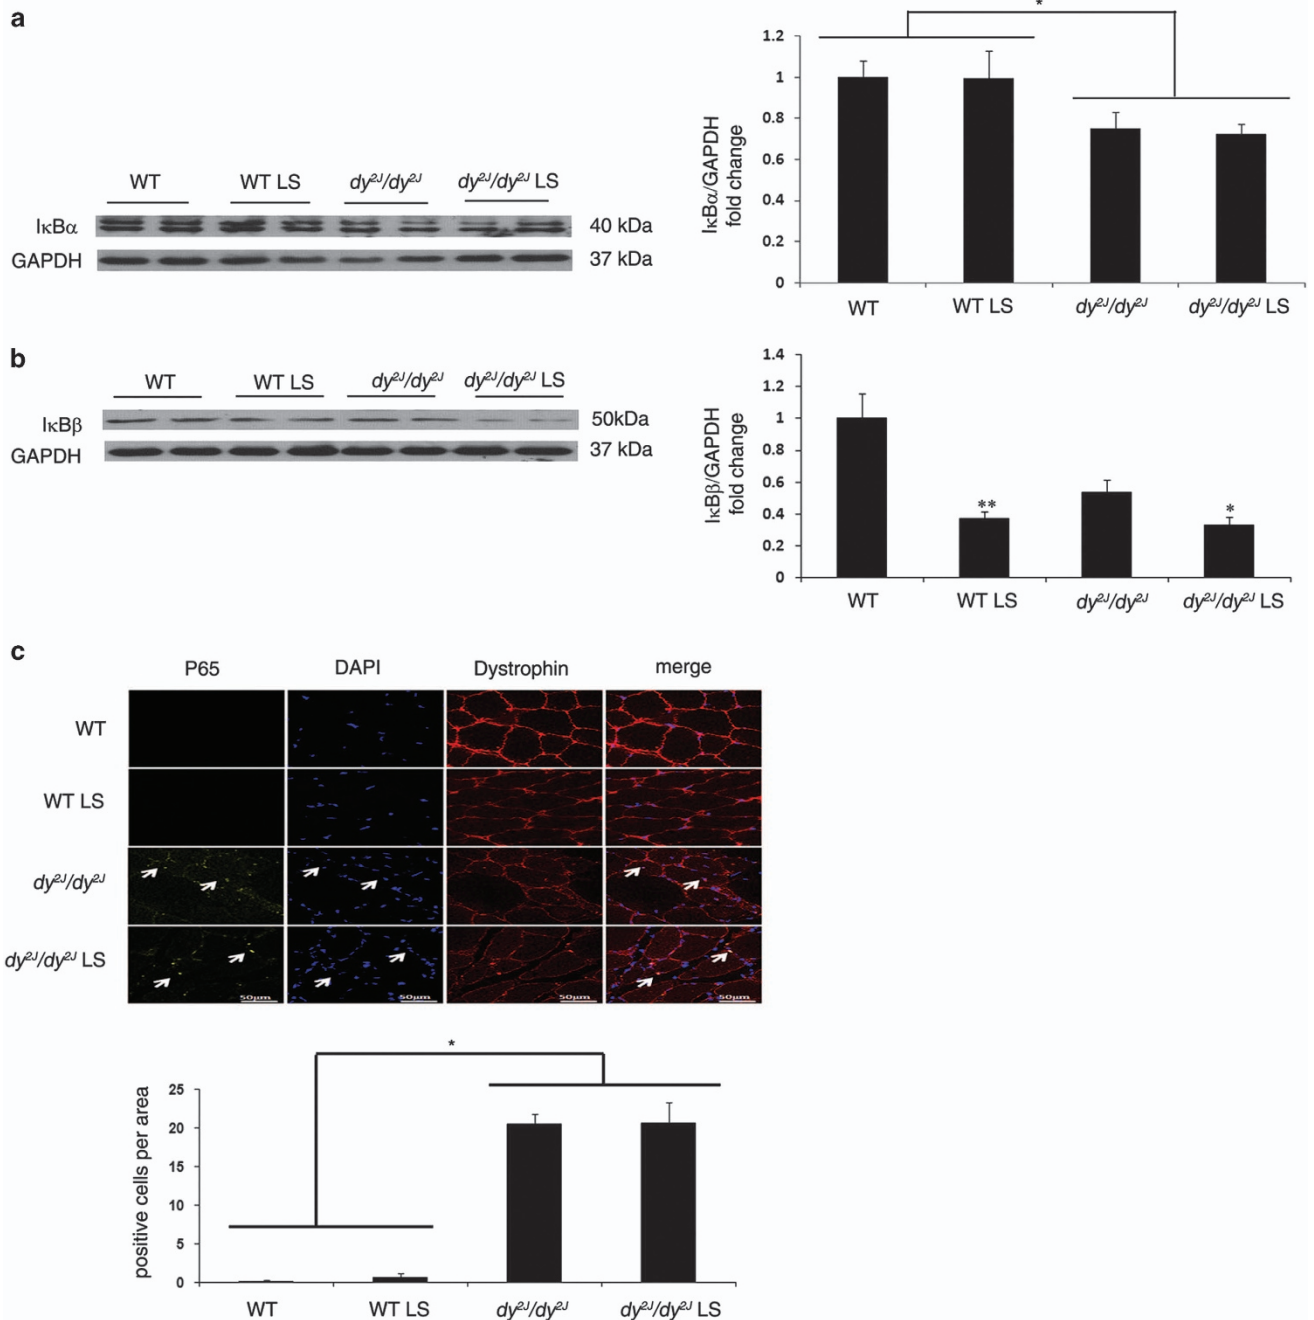 a
WT WT LS dy2J/dy2J dy2J/dy2J LS
IκBα 40 kDa
GAPDH 37 kDa
*
1.2
1
0.8
0.6
0.4
0.2
0
IκBα/GAPDH
fold change
WT WT LS dy2J/dy2J dy2J/dy2J LS
b
WT WT LS dy2J/dy2J dy2J/dy2J LS
IκBβ 50kDa
GAPDH 37 kDa
1.4
1.2
1
0.8
0.6
0.4
0.2
0
IκBβ/GAPDH
fold change
** *
WT WT LS dy2J/dy2J dy2J/dy2J LS
c
P65 DAPI Dystrophin merge
WT
WT LS
dy2J/dy2J
dy2J/dy2J LS
50µm 50µm 50µm 50µm
*
25
20
15
10
5
0
positive cells per area
WT WT LS dy2J/dy2J dy2J/dy2J LS